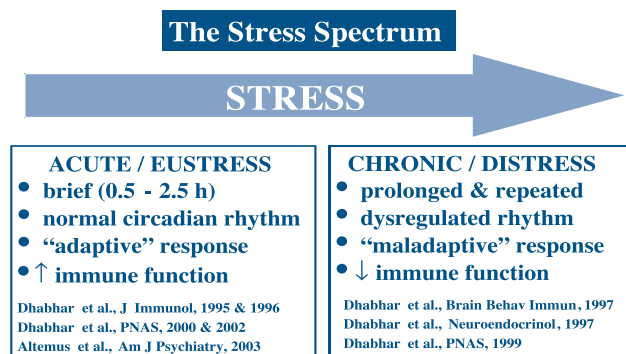 The Stress Spectrum
STRESS
ACUTE / EUSTRESS
• brief (0.5 - 2.5 h)
• normal circadian rhythm
• “adaptive” response
• ↑ immune function
Dhabhar et al., J Immunol, 1995 & 1996
Dhabhar et al., PNAS, 2000 & 2002
Altemus et al., Am J Psychiatry, 2003
CHRONIC / DISTRESS
• prolonged & repeated
• dysregulated rhythm
• “maladaptive” response
• ↓ immune function
Dhabhar et al., Brain Behav Immun, 1997
Dhabhar et al., Neuroendocrinol, 1997
Dhabhar et al., PNAS, 1999